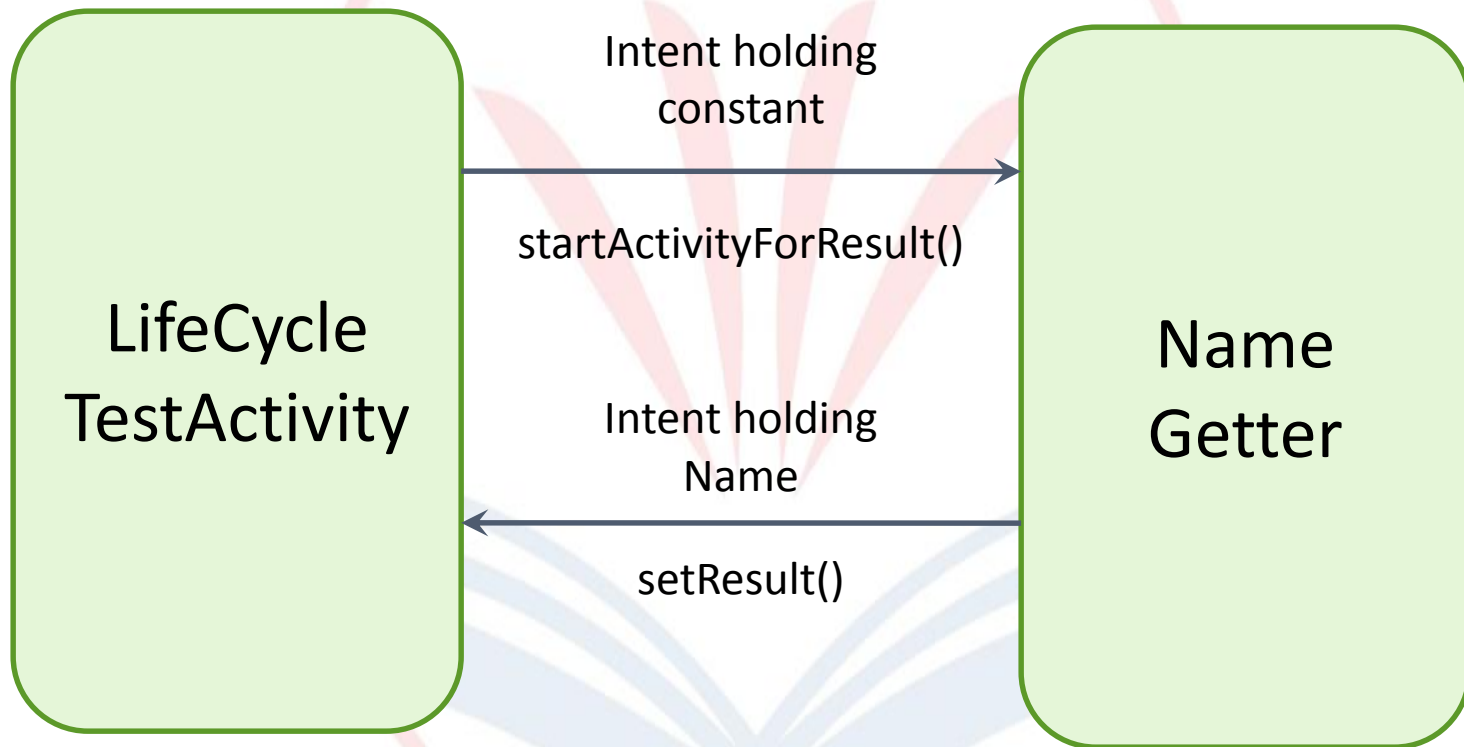 LifeCycle
TestActivity
Intent holding
constant
startActivityForResult()
Intent holding
Name
setResult()
Name
Getter